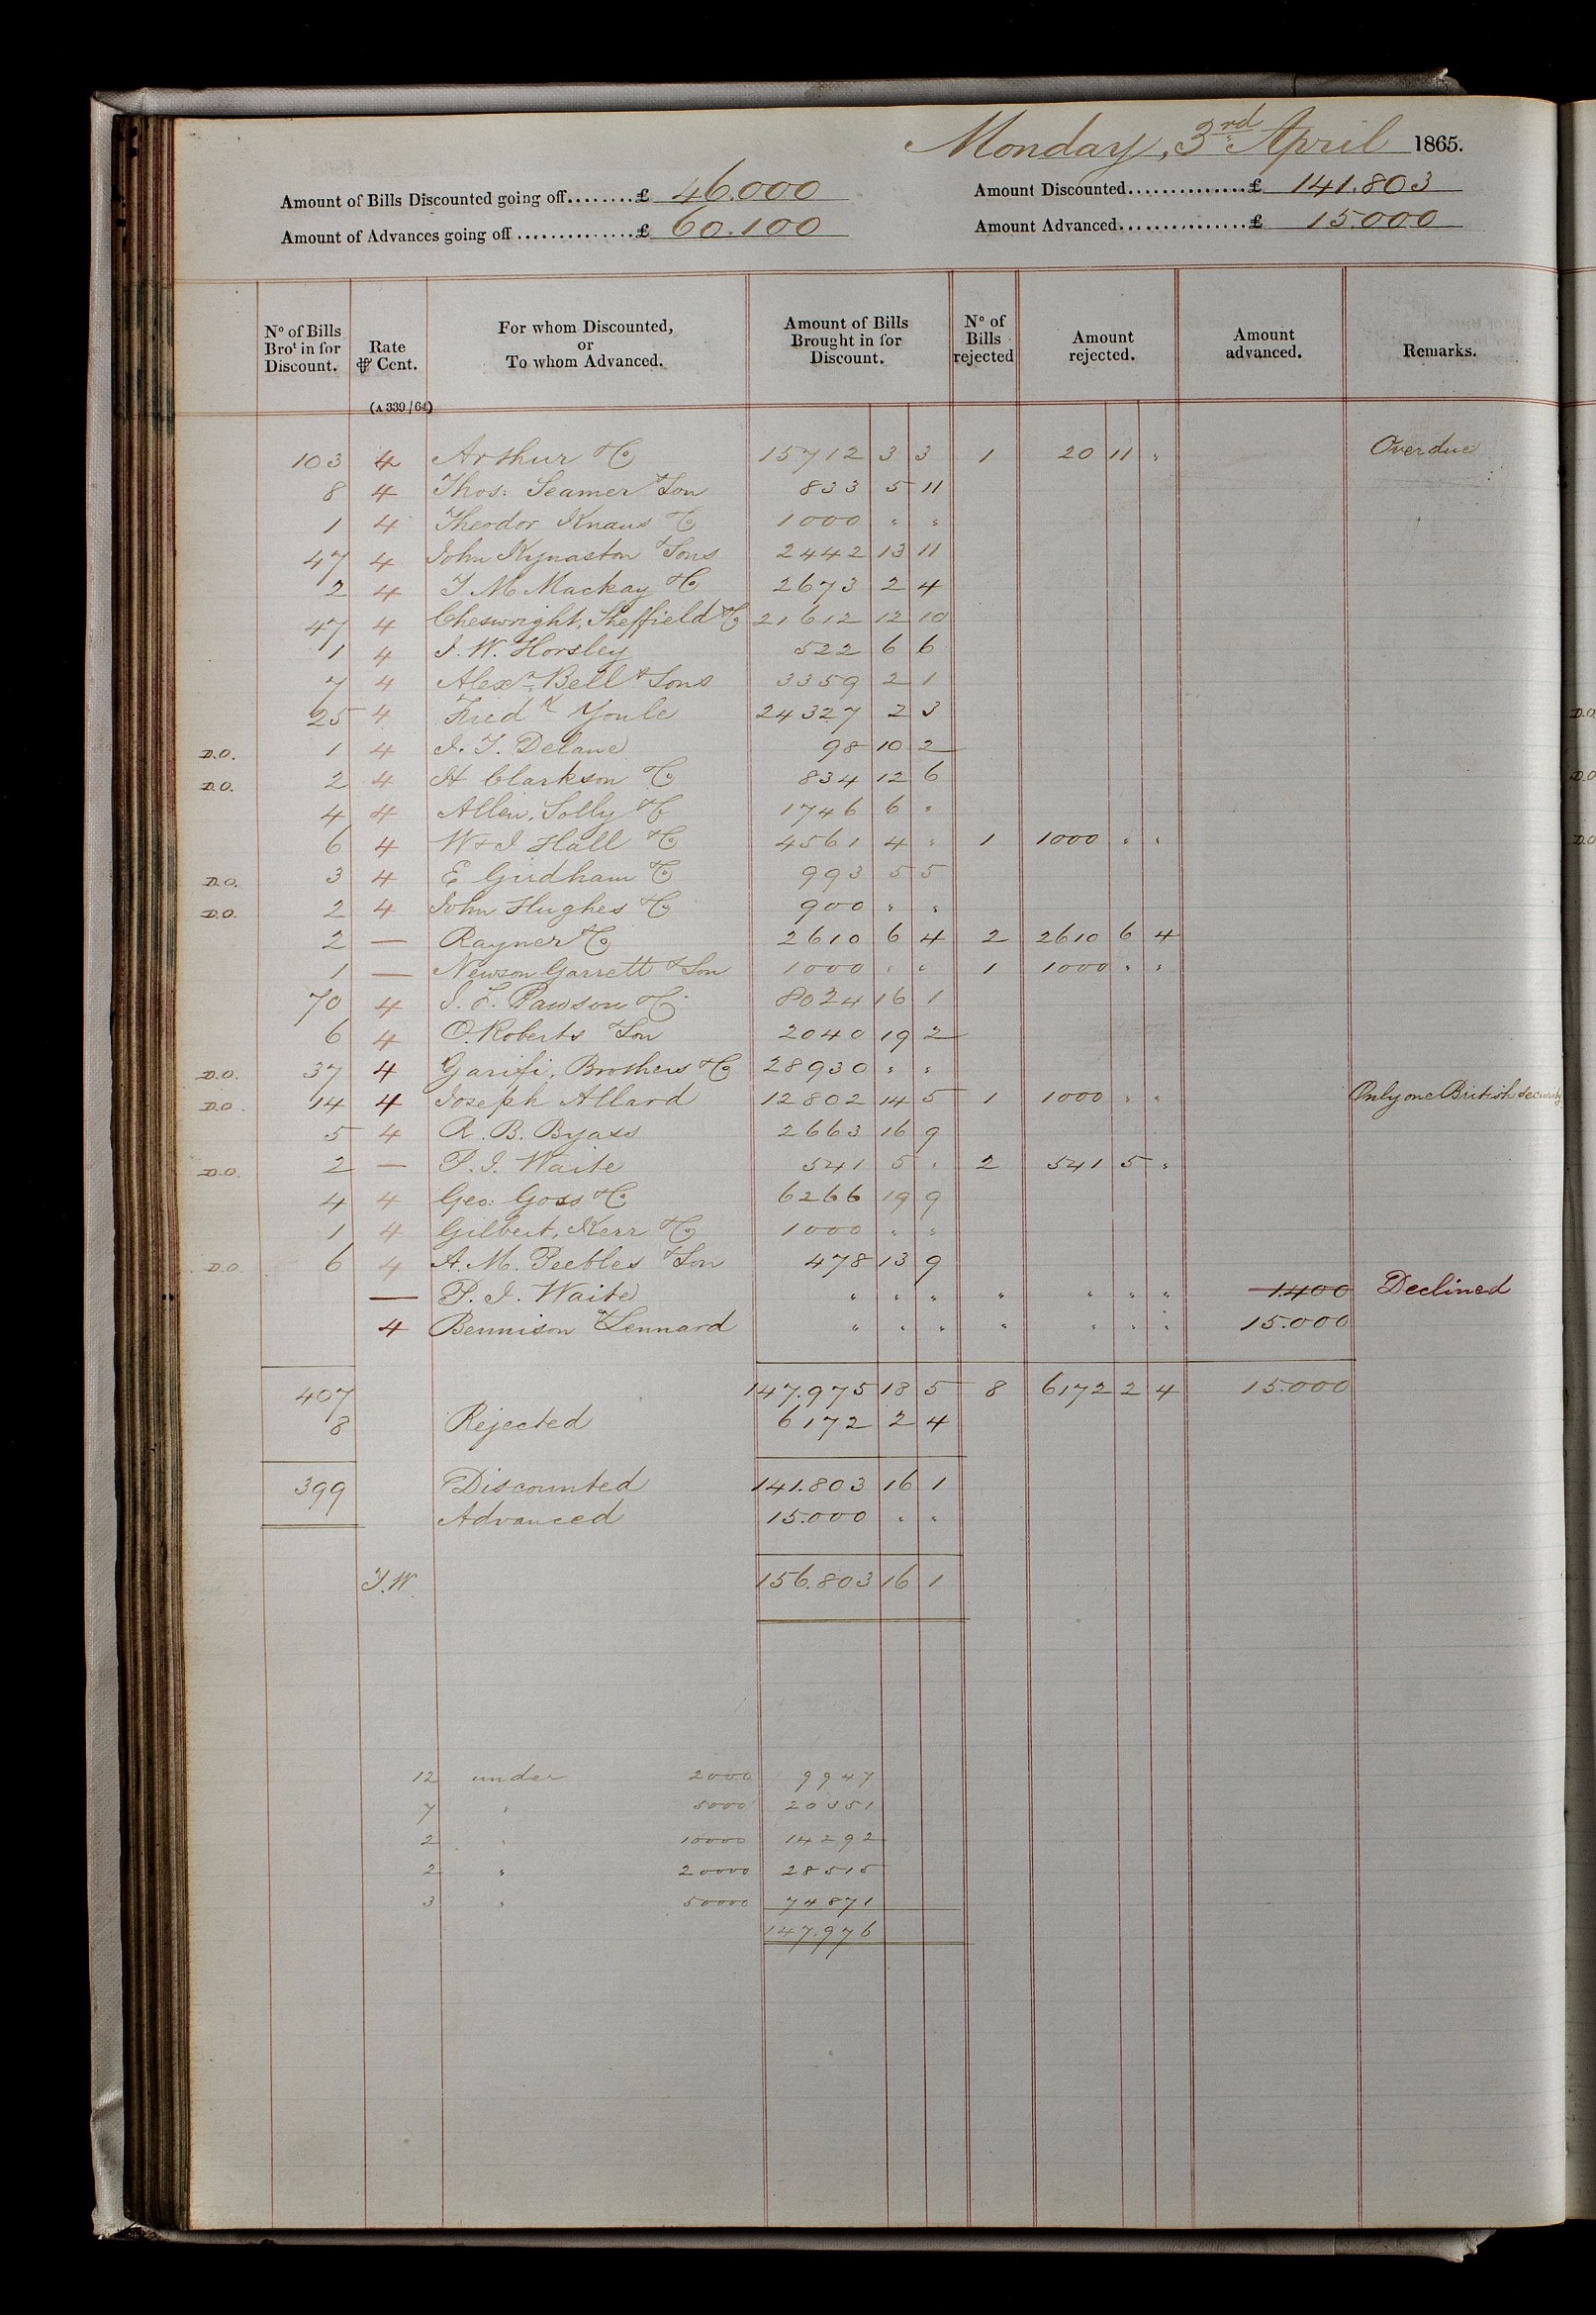 Monday, 3rd April 1865.
Amount of Bills Discounted going off........£ 46.000 Amount Discounted..............£ 141.803
Amount of Advances going off..............£ 60.100 Amount Advanced...............£ 15.000
No of Bills Brot in for Discount. Rate ⅌ Cent. For whom Discounted, or To whom Advanced. Amount of Bills Brought in for Discount. No of Bills rejected Amount rejected. Amount advanced. Remarks.
(A 339/64)
103 4 Arthur & Co 15712 3 3 1 20 11 " Overdue
8 4 Thos: Seamer & Son 833 5 11
1 4 Theodor Knaus & Co 1000 " "
47 4 John Kynaston & Sons 2442 13 11
2 4 T M Mackay & Co 2673 2 4
47 4 Cheswright, Sheffield & Co 21612 12 10
1 4 J. W. Horsley 522 6 6
7 4 Alexr Bell & Sons 3359 2 1
25 4 Fredk Youle 24327 2 3
D.O. 1 4 J. T. Delane 98 10 2
D.O. 2 4 H Clarkson & Co 834 12 6
4 4 Allen, Solly & Co 1746 6 "
6 4 W & J Hall & Co 4561 4 " 1 1000 " "
D.O. 3 4 E Girdham & Co 993 5 5
D.O. 2 4 John Hughes & Co 900 " "
2 — Rayner & Co 2610 6 4 2 2610 6 4
1 — Newson Garrett & Son 1000 " " 1 1000 " "
70 4 J. F. Pawson & Co 8024 16 1
6 4 O. Roberts & Son 2040 19 2
D.O. 37 4 Garifi, Brothers & Co 28930 " "
D.O. 14 4 Joseph Allard 12802 14 5 1 1000 " " Only one British Security
5 4 R. B. Byass 2663 16 9
D.O. 2 — P. J. Waite 541 5 " 2 541 5 "
4 4 Geo: Goss & Co 6266 19 9
1 4 Gilbert, Kerr & Co 1000 " "
D.O. 6 4 A. M. Peebles & Son 478 13 9
— P. J. Waite " " " " " " " 1.400 Declined
4 Bennison & Lennard " " " " " " " 15.000
407 147.975 18 5 8 6172 2 4 15.000
8 Rejected 6172 2 4
399 Discounted 141.803 16 1
Advanced 15.000 " "
T.W. 156.803 16 1
12 under 2000 9947
7 " 5000 20351
2 " 10000 14292
2 " 20000 28515
3 " 50000 74871
147.976